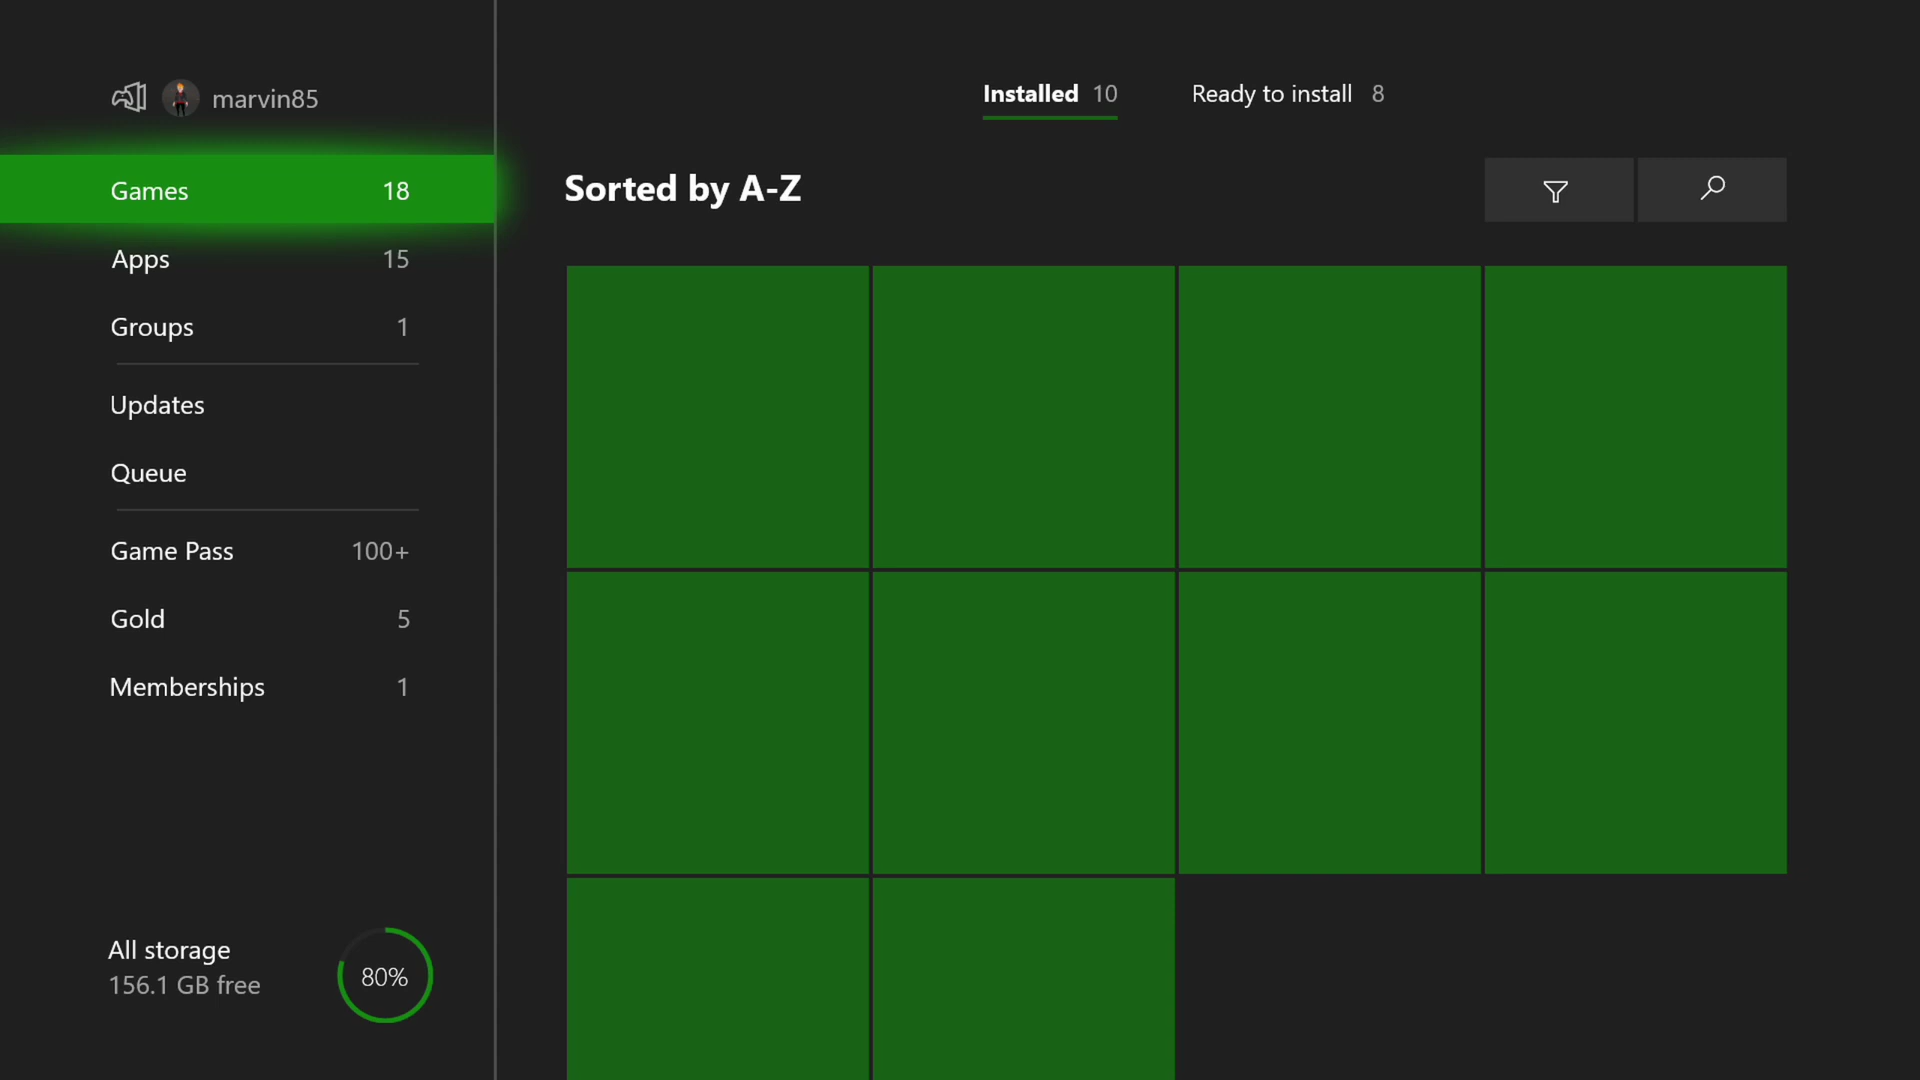 marvin85
Games 18
Apps 15
Groups 1
Updates
Queue
Game Pass 100+
Gold 5
Memberships 1
All storage
156.1 GB free
80%
Installed 10
Ready to install 8
Sorted by A-Z